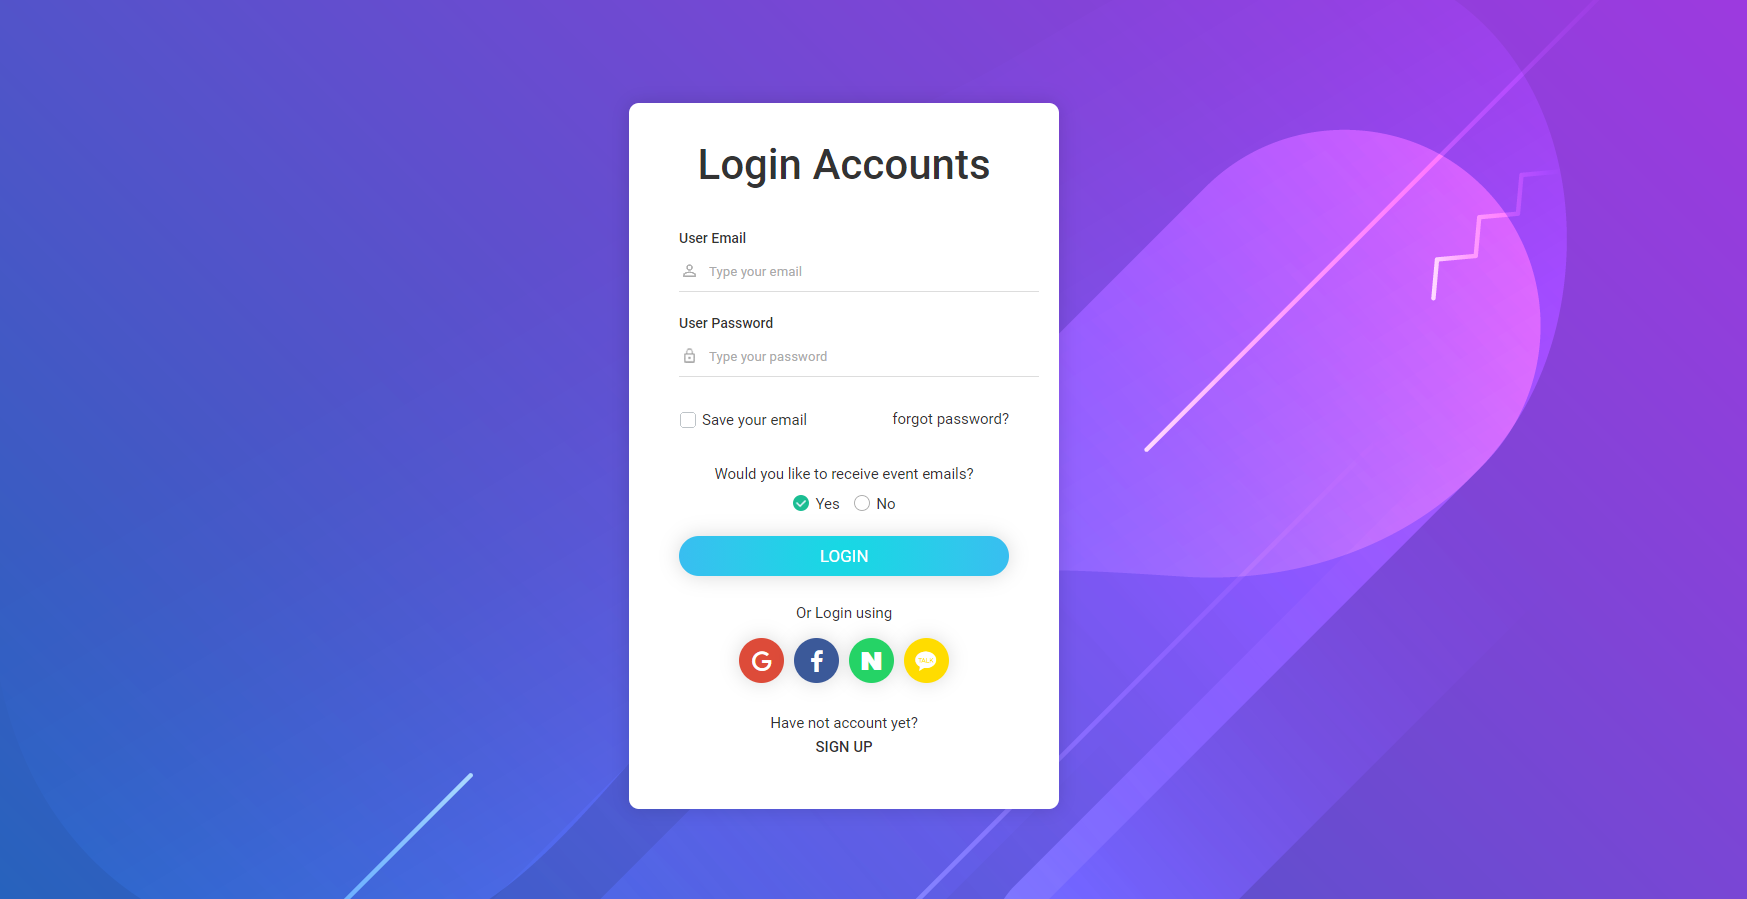 Login Accounts
User Email
Type your email
User Password
Type your password
Save your email
forgot password?
Would you like to receive event emails?
Yes No
LOGIN
Or Login using
G f N TALK
Have not account yet?
SIGN UP